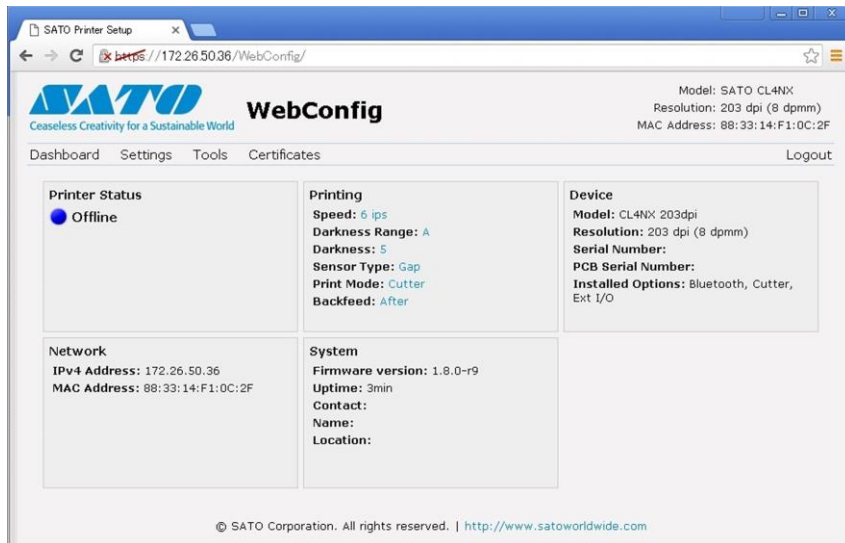 SATO Printer Setup
https://172.26.50.36/WebConfig/
SATO
Ceaseless Creativity for a Sustainable World
WebConfig
Model: SATO CL4NX
Resolution: 203 dpi (8 dpmm)
MAC Address: 88:33:14:F1:0C:2F
Dashboard Settings Tools Certificates Logout
Printer Status
Offline
Printing
Speed: 6 ips
Darkness Range: A
Darkness: 5
Sensor Type: Gap
Print Mode: Cutter
Backfeed: After
Device
Model: CL4NX 203dpi
Resolution: 203 dpi (8 dpmm)
Serial Number:
PCB Serial Number:
Installed Options: Bluetooth, Cutter,
Ext I/O
Network
IPv4 Address: 172.26.50.36
MAC Address: 88:33:14:F1:0C:2F
System
Firmware version: 1.8.0-r9
Uptime: 3min
Contact:
Name:
Location:
© SATO Corporation. All rights reserved. | http://www.satoworldwide.com